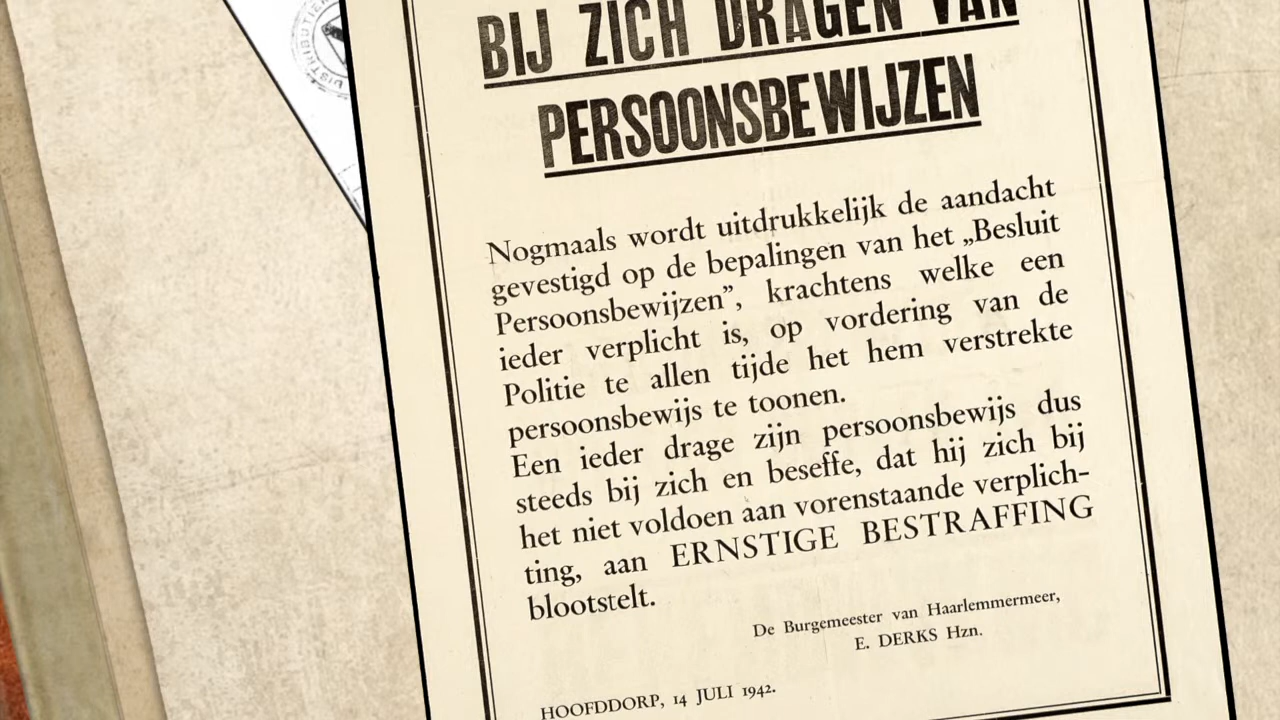 BIJ ZICH DRAGEN VAN
PERSOONSBEWIJZEN
Nogmaals wordt uitdrukkelijk de aandacht
gevestigd op de bepalingen van het „Besluit
Persoonsbewijzen”, krachtens welke een
ieder verplicht is, op vordering van de
Politie te allen tijde het hem verstrekte
persoonsbewijs te toonen.
Een ieder drage zijn persoonsbewijs dus
steeds bij zich en beseffe, dat hij zich bij
het niet voldoen aan vorenstaande verplich-
ting, aan ERNSTIGE BESTRAFFING
blootstelt.
De Burgemeester van Haarlemmermeer,
E. DERKS Hzn.
HOOFDDORP, 14 JULI 1942.